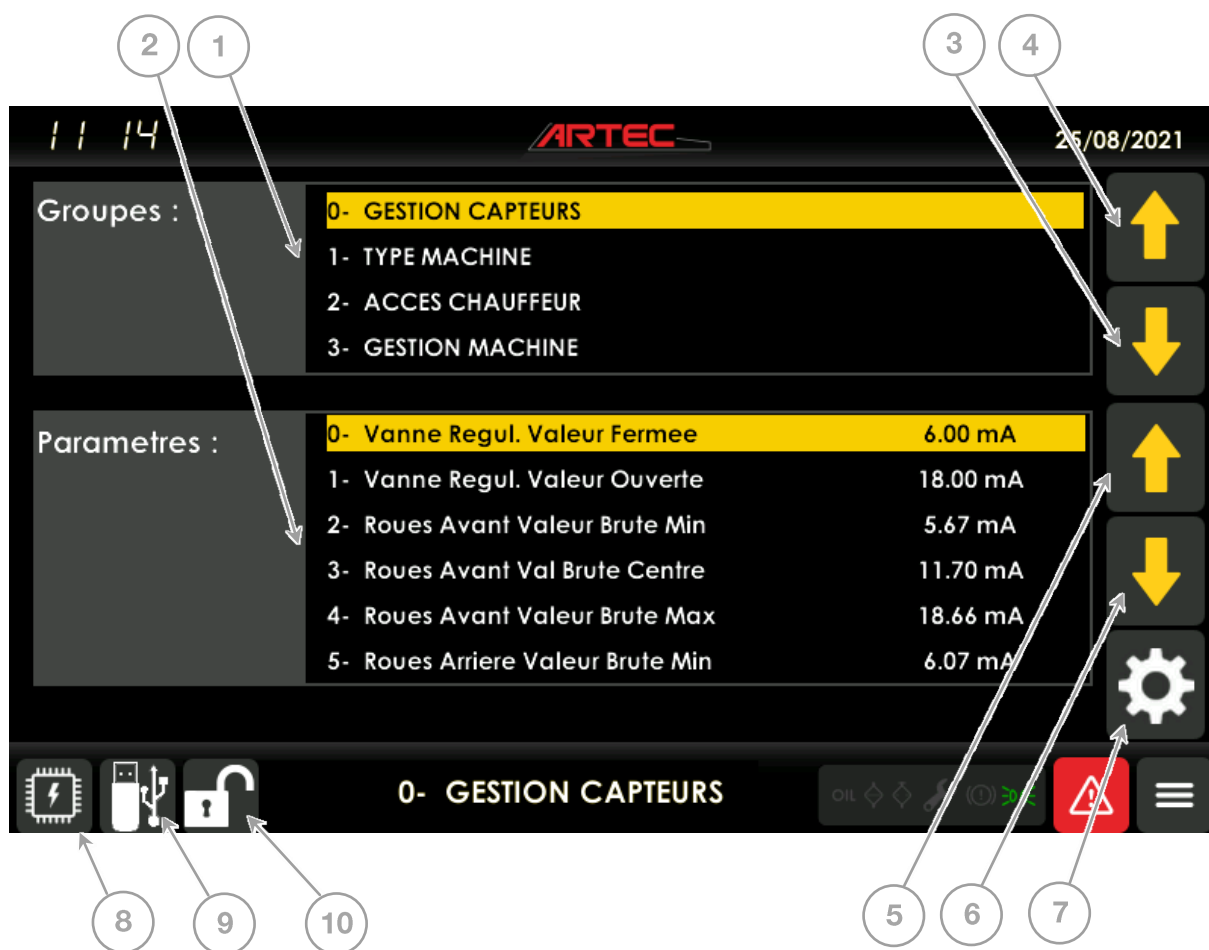 2 1 3 4
11 14 ARTEC 25/08/2021
Groupes :
0- GESTION CAPTEURS
1- TYPE MACHINE
2- ACCES CHAUFFEUR
3- GESTION MACHINE
Parametres :
0- Vanne Regul. Valeur Fermee 6.00 mA
1- Vanne Regul. Valeur Ouverte 18.00 mA
2- Roues Avant Valeur Brute Min 5.67 mA
3- Roues Avant Val Brute Centre 11.70 mA
4- Roues Avant Valeur Brute Max 18.66 mA
5- Roues Arriere Valeur Brute Min 6.07 mA
0- GESTION CAPTEURS OIL
8 9 10 5 6 7